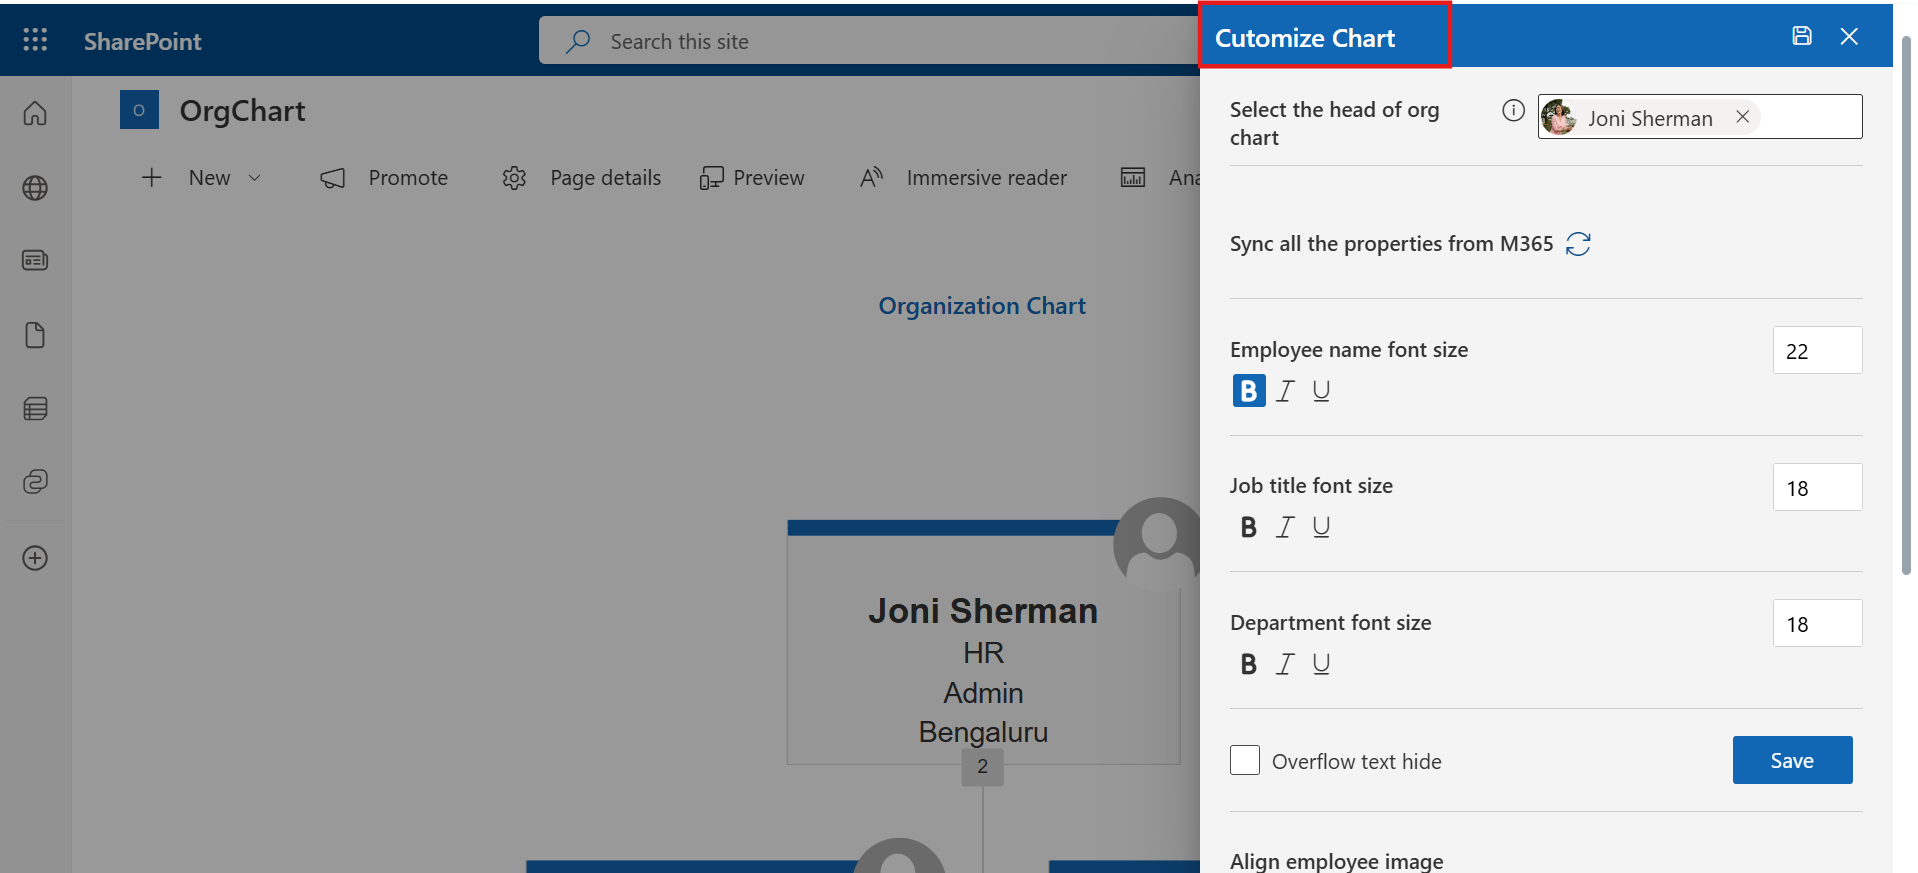 SharePoint
Search this site
Cutomize Chart
O
OrgChart
New
Promote
Page details
Preview
Immersive reader
Ana
Organization Chart
Joni Sherman
HR
Admin
Bengaluru
2
Select the head of org
chart
Joni Sherman
Sync all the properties from M365
Employee name font size
22
B I U
Job title font size
18
B I U
Department font size
18
B I U
Overflow text hide
Save
Align employee image